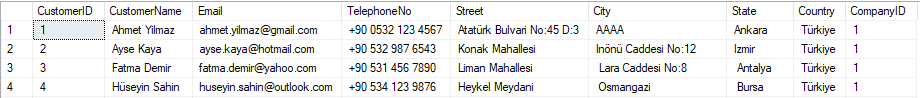 CustomerID CustomerName Email TelephoneNo Street City State Country CompanyID
1 1 Ahmet Yilmaz ahmet.yilmaz@gmail.com +90 0532 123 4567 Atatürk Bulvari No:45 D:3 AAAA Ankara Türkiye 1
2 2 Ayse Kaya ayse.kaya@hotmail.com +90 532 987 6543 Konak Mahallesi Inönü Caddesi No:12 Izmir Türkiye 1
3 3 Fatma Demir fatma.demir@yahoo.com +90 531 456 7890 Liman Mahallesi Lara Caddesi No:8 Antalya Türkiye 1
4 4 Hüseyin Sahin huseyin.sahin@outlook.com +90 534 123 9876 Heykel Meydani Osmangazi Bursa Türkiye 1